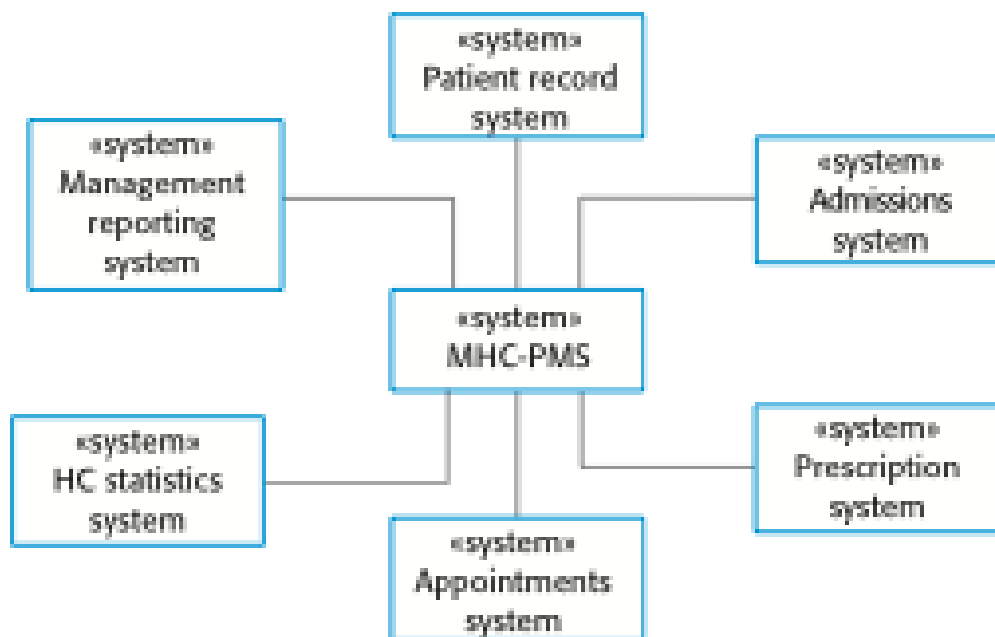 «system»
Patient record
system
«system»
Management
reporting
system
«system»
Admissions
system
«system»
MHC-PMS
«system»
HC statistics
system
«system»
Prescription
system
«system»
Appointments
system